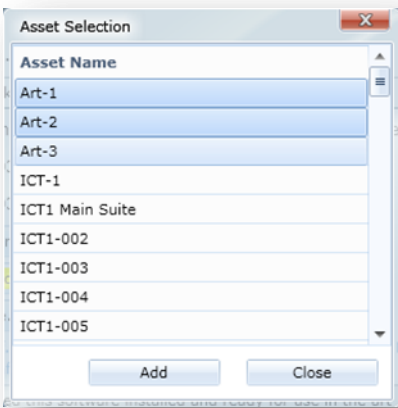 Asset Selection
Asset Name
Art-1
Art-2
Art-3
ICT-1
ICT1 Main Suite
ICT1-002
ICT1-003
ICT1-004
ICT1-005
Add Close